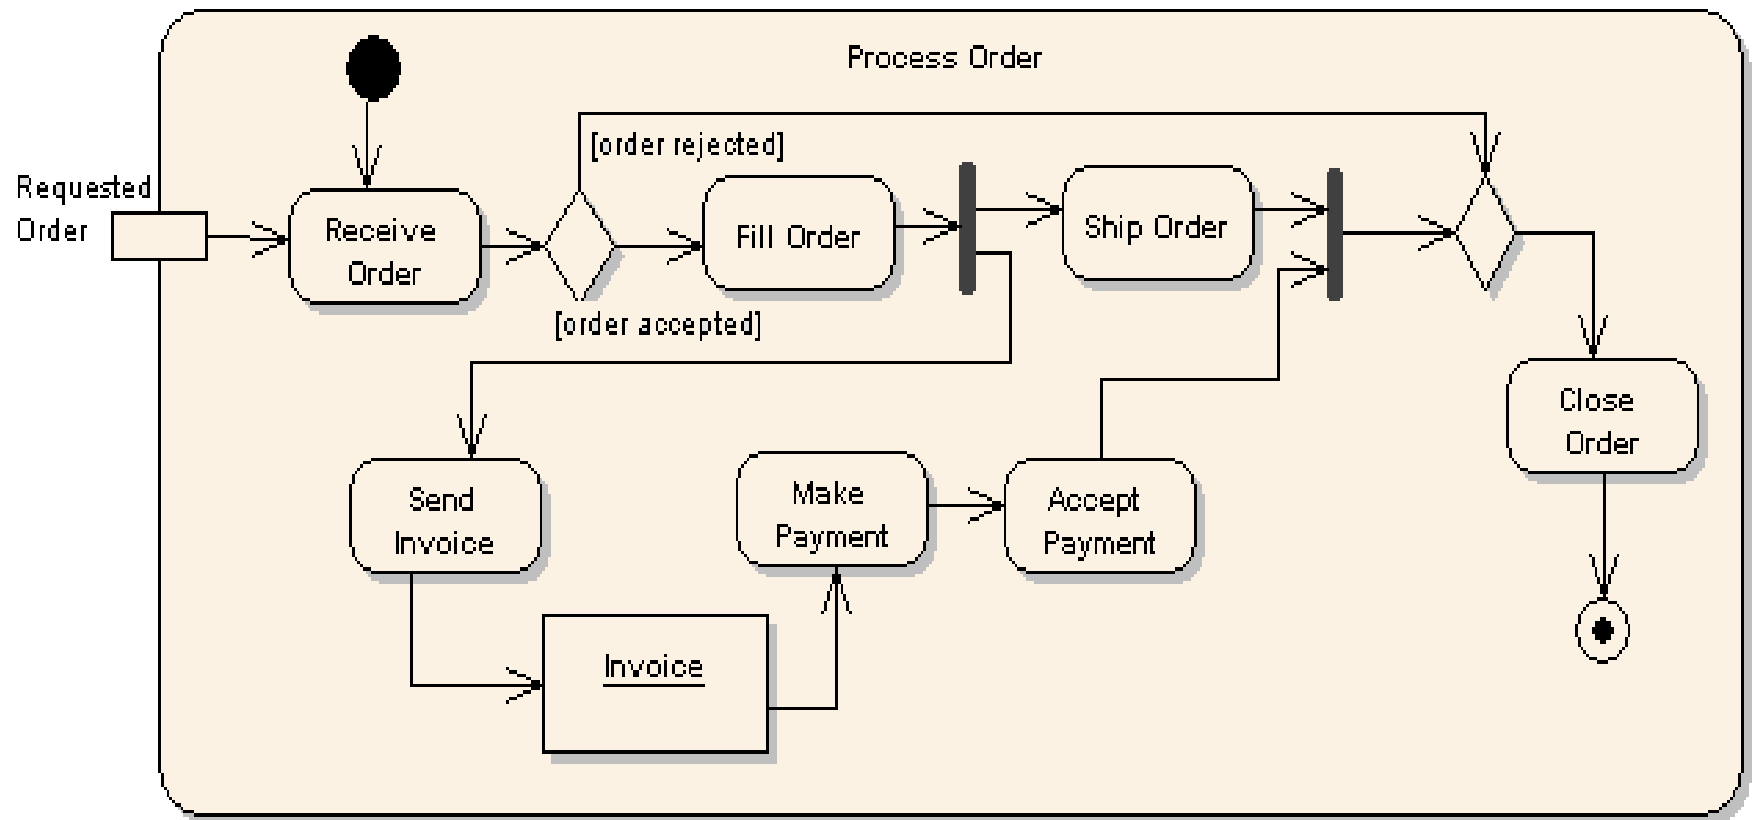 Process Order
[order rejected]
Requested
Order
Receive
Order
Fill Order
Ship Order
[order accepted]
Close
Order
Send
Invoice
Make
Payment
Accept
Payment
Invoice